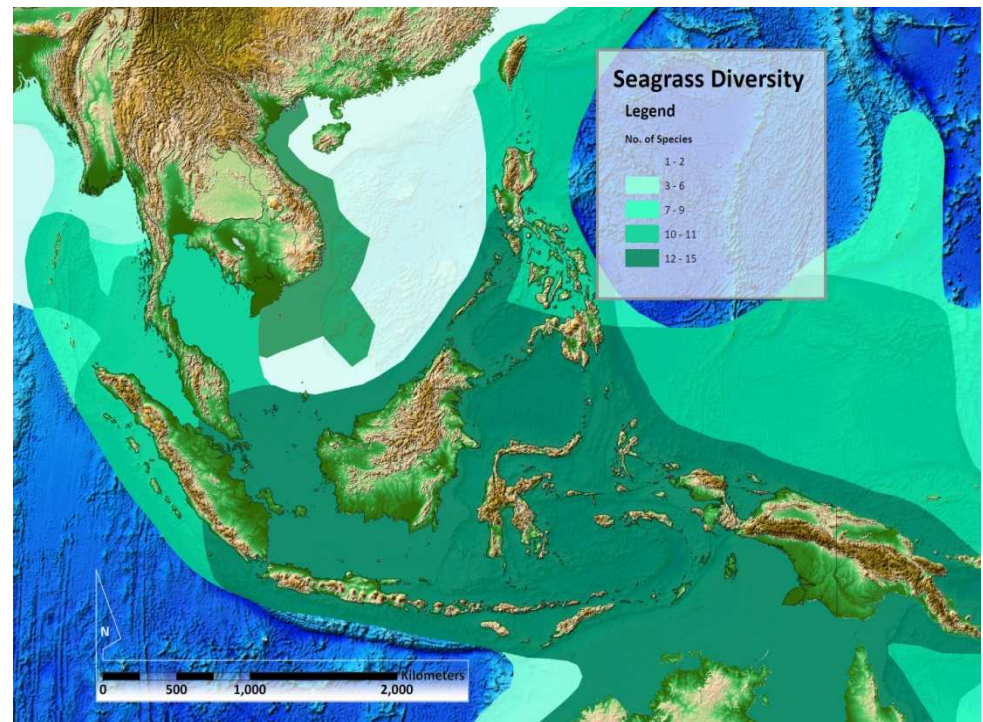 Seagrass Diversity
Legend
No. of Species
1 - 2
3 - 6
7 - 9
10 - 11
12 - 15
N
Kilometers
0 500 1,000 2,000